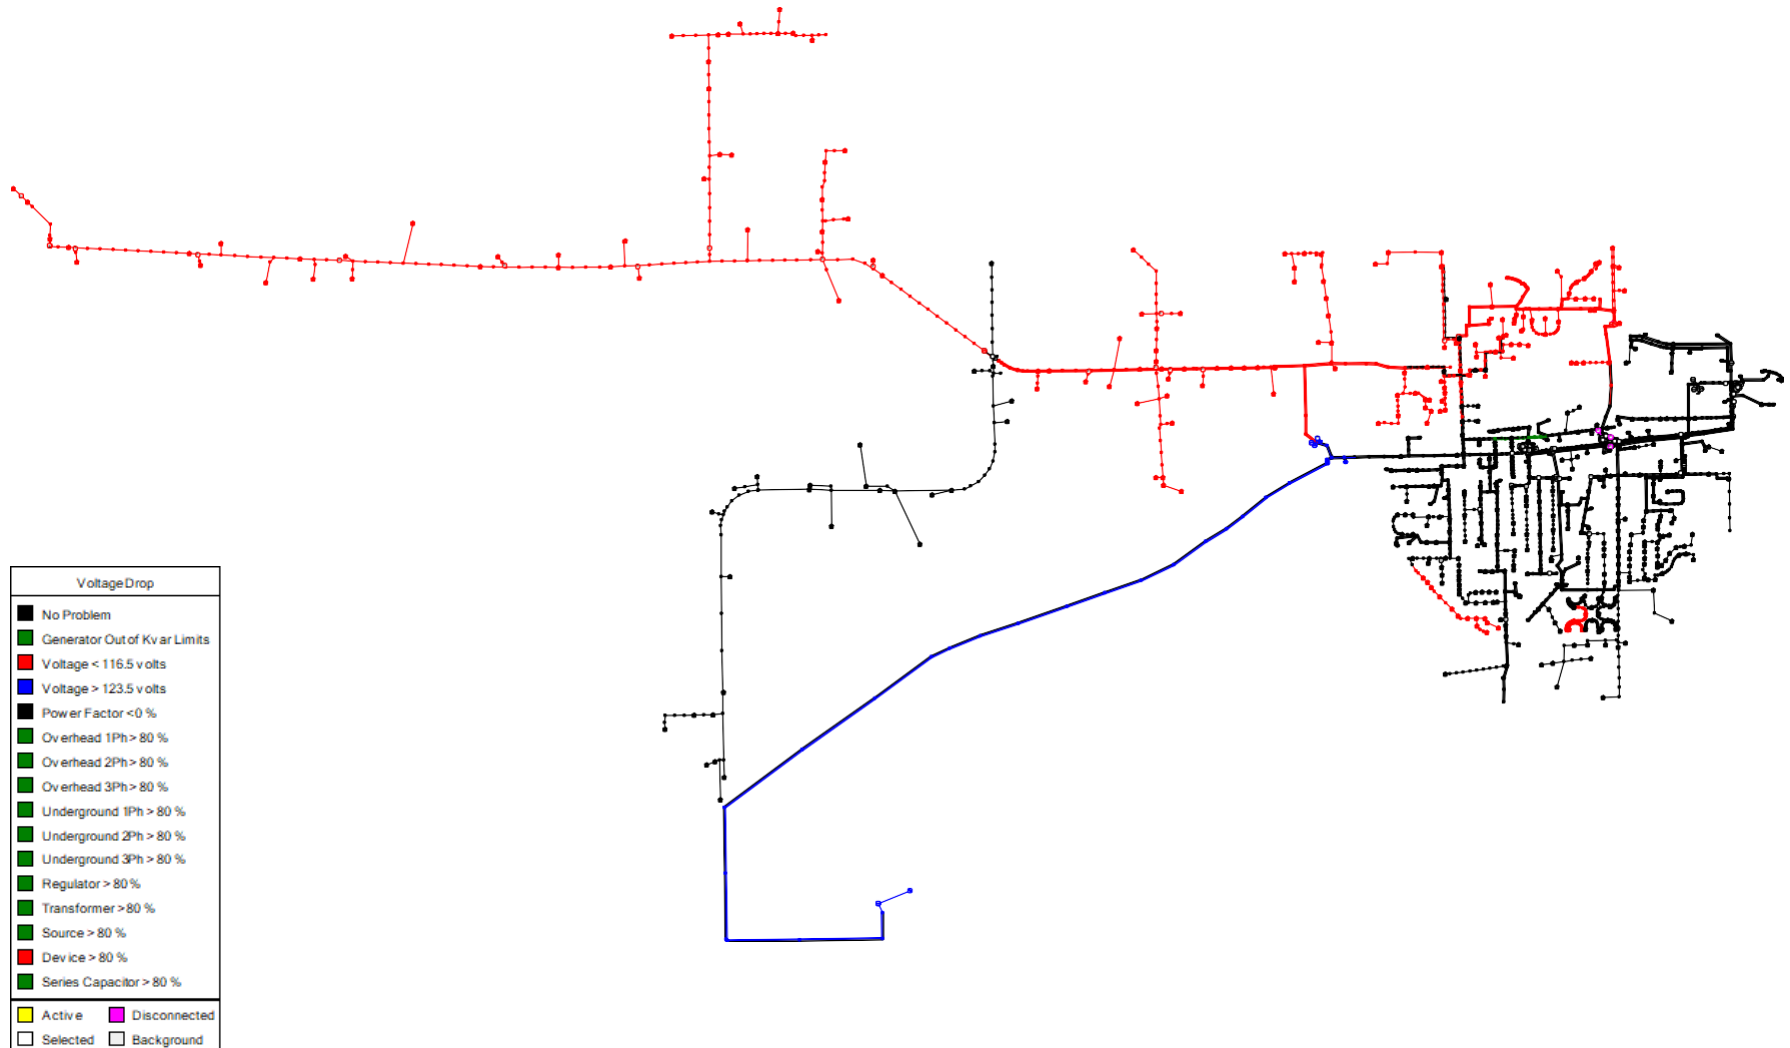 Voltage Drop
No Problem
Generator Out of Kvar Limits
Voltage < 116.5 volts
Voltage > 123.5 volts
Power Factor <0 %
Overhead 1Ph > 80 %
Overhead 2Ph > 80 %
Overhead 3Ph > 80 %
Underground 1Ph > 80 %
Underground 2Ph > 80 %
Underground 3Ph > 80 %
Regulator > 80 %
Transformer > 80 %
Source > 80 %
Device > 80 %
Series Capacitor > 80 %
Active Disconnected
Selected Background